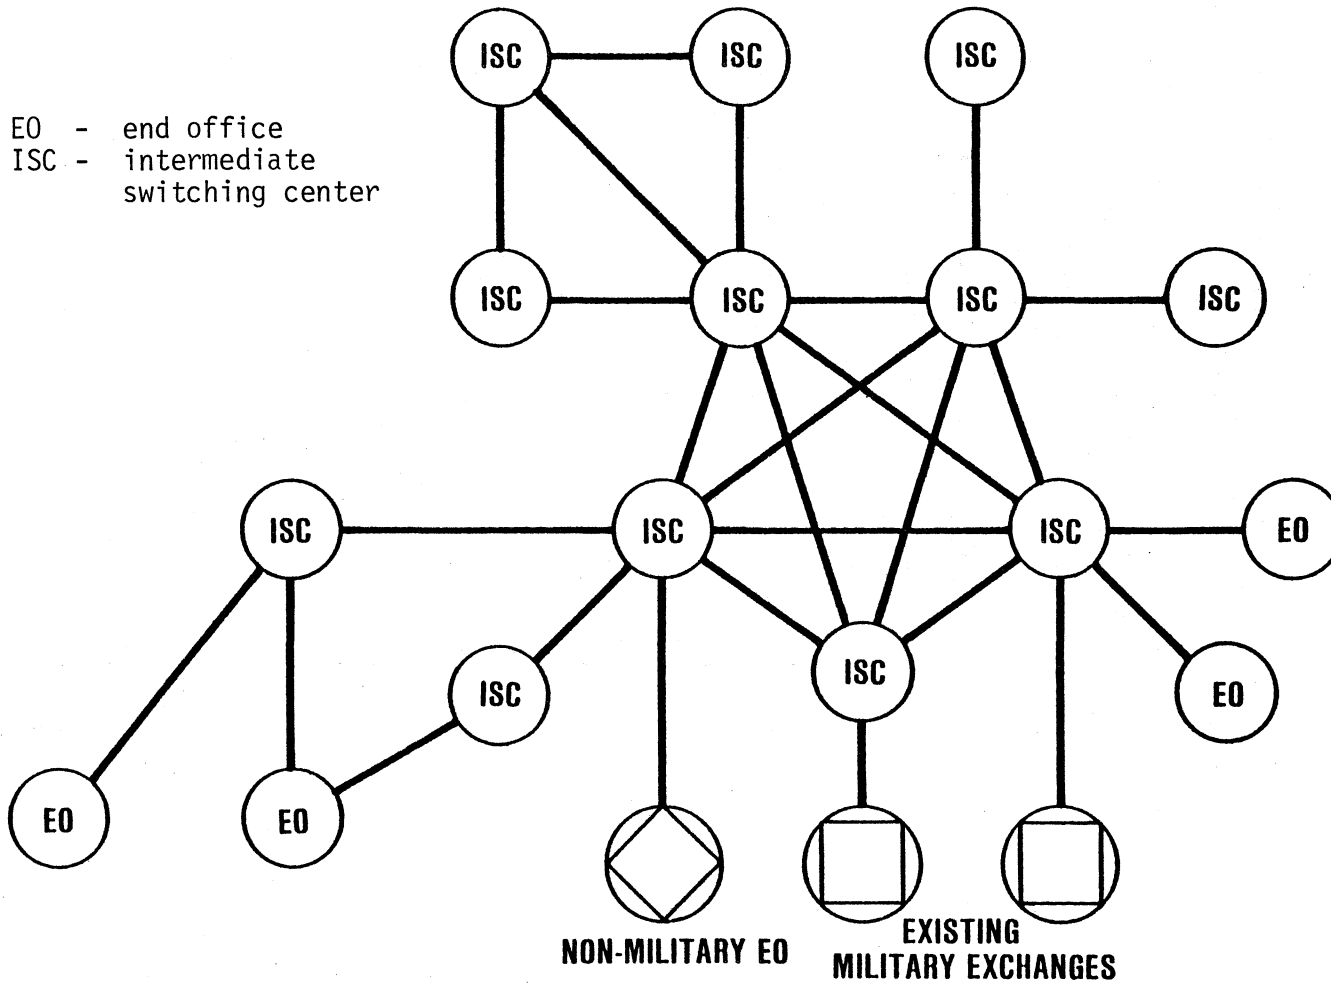 ISC ISC ISC
EO - end office
ISC - intermediate
switching center
ISC ISC ISC ISC
ISC ISC ISC EO
ISC ISC EO
EO EO
NON-MILITARY EO
EXISTING
MILITARY EXCHANGES